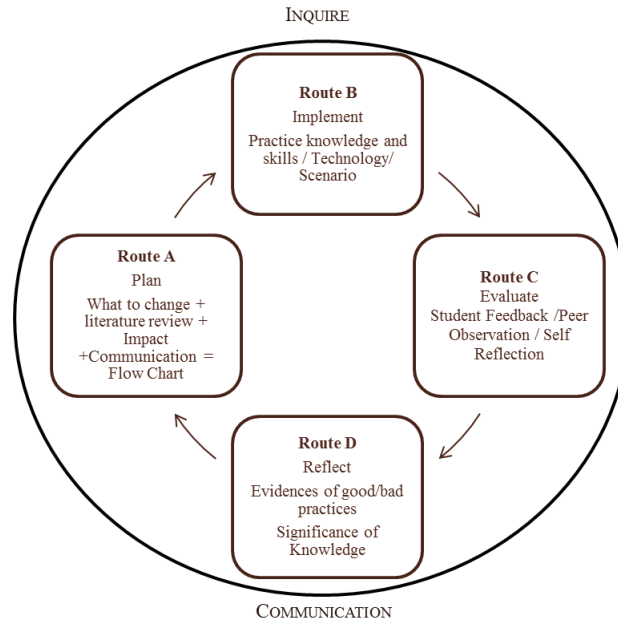 INQUIRE
Route B
Implement
Practice knowledge and
skills / Technology/
Scenario
Route A
Plan
What to change +
literature review +
Impact
+Communication =
Flow Chart
Route C
Evaluate
Student Feedback /Peer
Observation / Self
Reflection
Route D
Reflect
Evidences of good/bad
practices
Significance of
Knowledge
COMMUNICATION